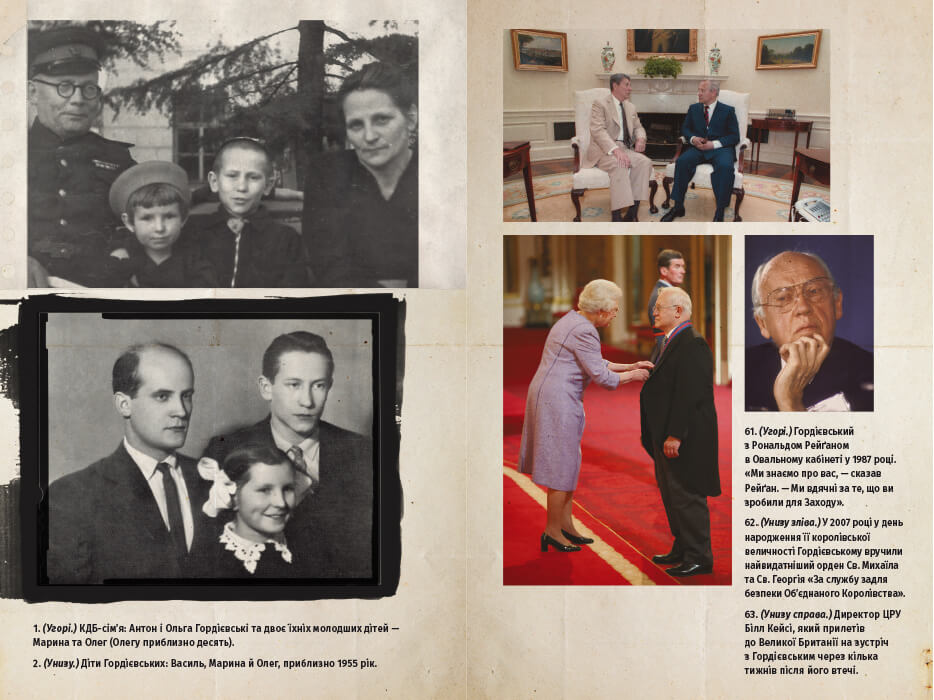 1. (Угорі.) КДБ-сім'я: Антон і Ольга Гордієвські та двоє їхніх молодших дітей —
Марина та Олег (Олегу приблизно десять).
2. (Унизу.) Діти Гордієвських: Василь, Марина й Олег, приблизно 1955 рік.
61. (Угорі.) Гордієвський
з Рональдом Рейґаном
в Овальному кабінеті у 1987 році.
«Ми знаємо про вас, — сказав
Рейґан. — Ми вдячні за те, що ви
зробили для Заходу».
62. (Унизу зліва.) У 2007 році у день
народження її королівської
величності Гордієвському вручили
найвидатніший орден Св. Михаїла
та Св. Георгія «За службу задля
безпеки Об'єднаного Королівства».
63. (Унизу справа.) Директор ЦРУ
Білл Кейсі, який прилетів
до Великої Британії на зустріч
з Гордієвським через кілька
тижнів після його втечі.